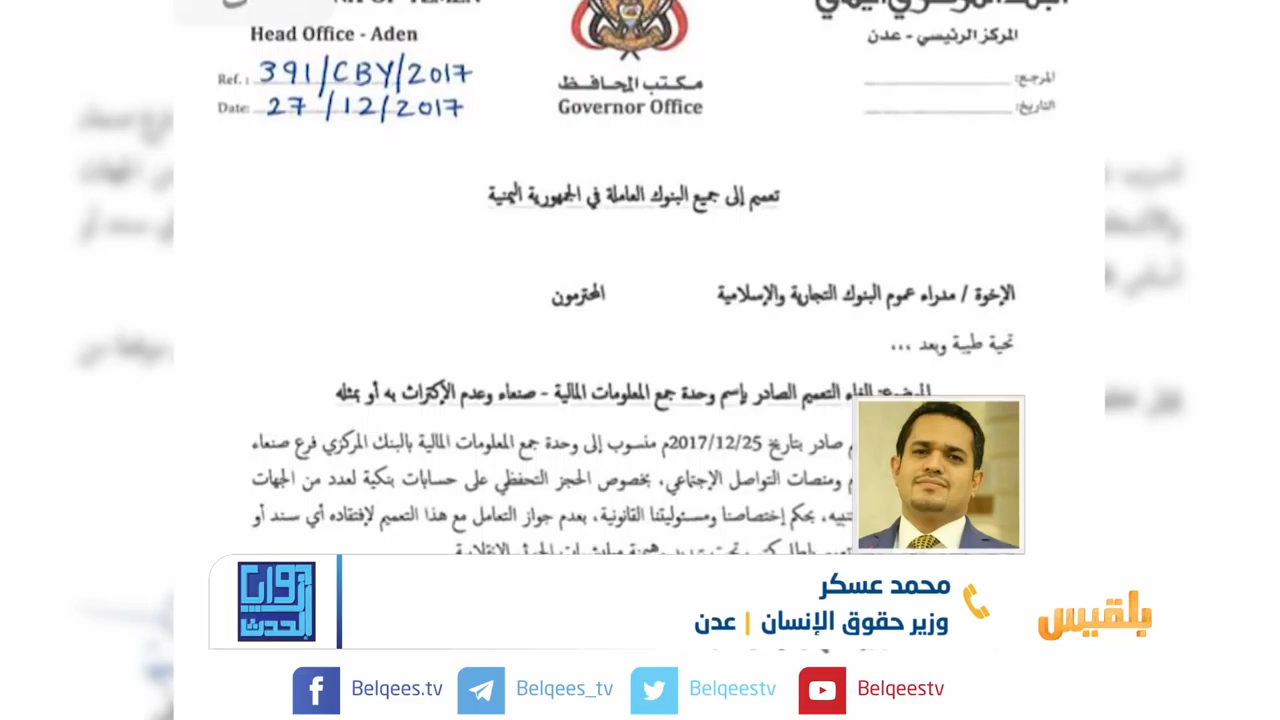 Head Office - Aden
المركز الرئيسي - عدن
Ref.: 391/CBY/2017
المرجع:
Date: 27/12/2017
التاريخ:
مكتب المحافظ
Governor Office
تعميم إلى جميع البنوك العاملة في الجمهورية اليمنية
الإخوة / مدراء عموم البنوك التجارية والإسلامية المحترمون
تحية طيبة وبعد ...
الموضوع: إلغاء التعميم الصادر بإسم وحدة جمع المعلومات المالية - صنعاء وعدم الإكتراث به أو بمثله
صادر بتاريخ 2017/12/25م منسوب إلى وحدة جمع المعلومات المالية بالبنك المركزي فرع صنعاء
ومنصات التواصل الإجتماعي، بخصوص الحجز التحفظي على حسابات بنكية لعدد من الجهات
بحكم إختصاصنا ومسئوليتنا القانونية، بعدم جواز التعامل مع هذا التعميم لإفتقاده أي سند أو
محمد عسكر
وزير حقوق الإنسان | عدن
بلقيس
أبواب الحدث
Belqees.tv
Belqees_tv
Belqeestv
Belqeestv